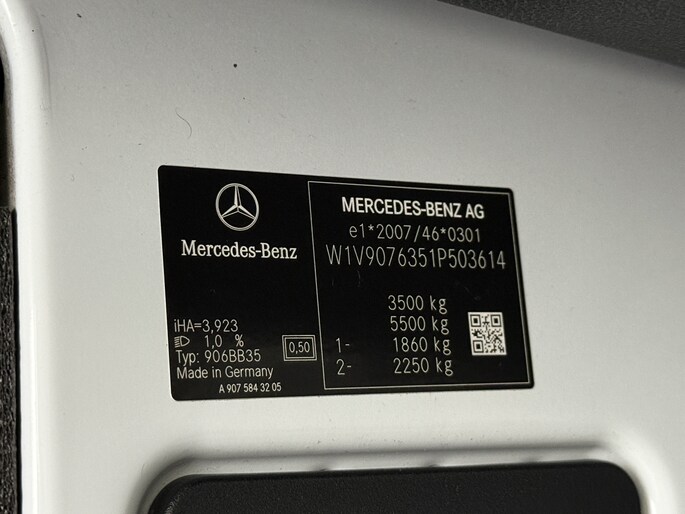 Mercedes-Benz
iHA=3,923
1,0 %
Typ: 906BB35
Made in Germany
0,50
A 907 584 32 05
MERCEDES-BENZ AG
e1*2007/46*0301
W1V9076351P503614
3500 kg
5500 kg
1- 1860 kg
2- 2250 kg